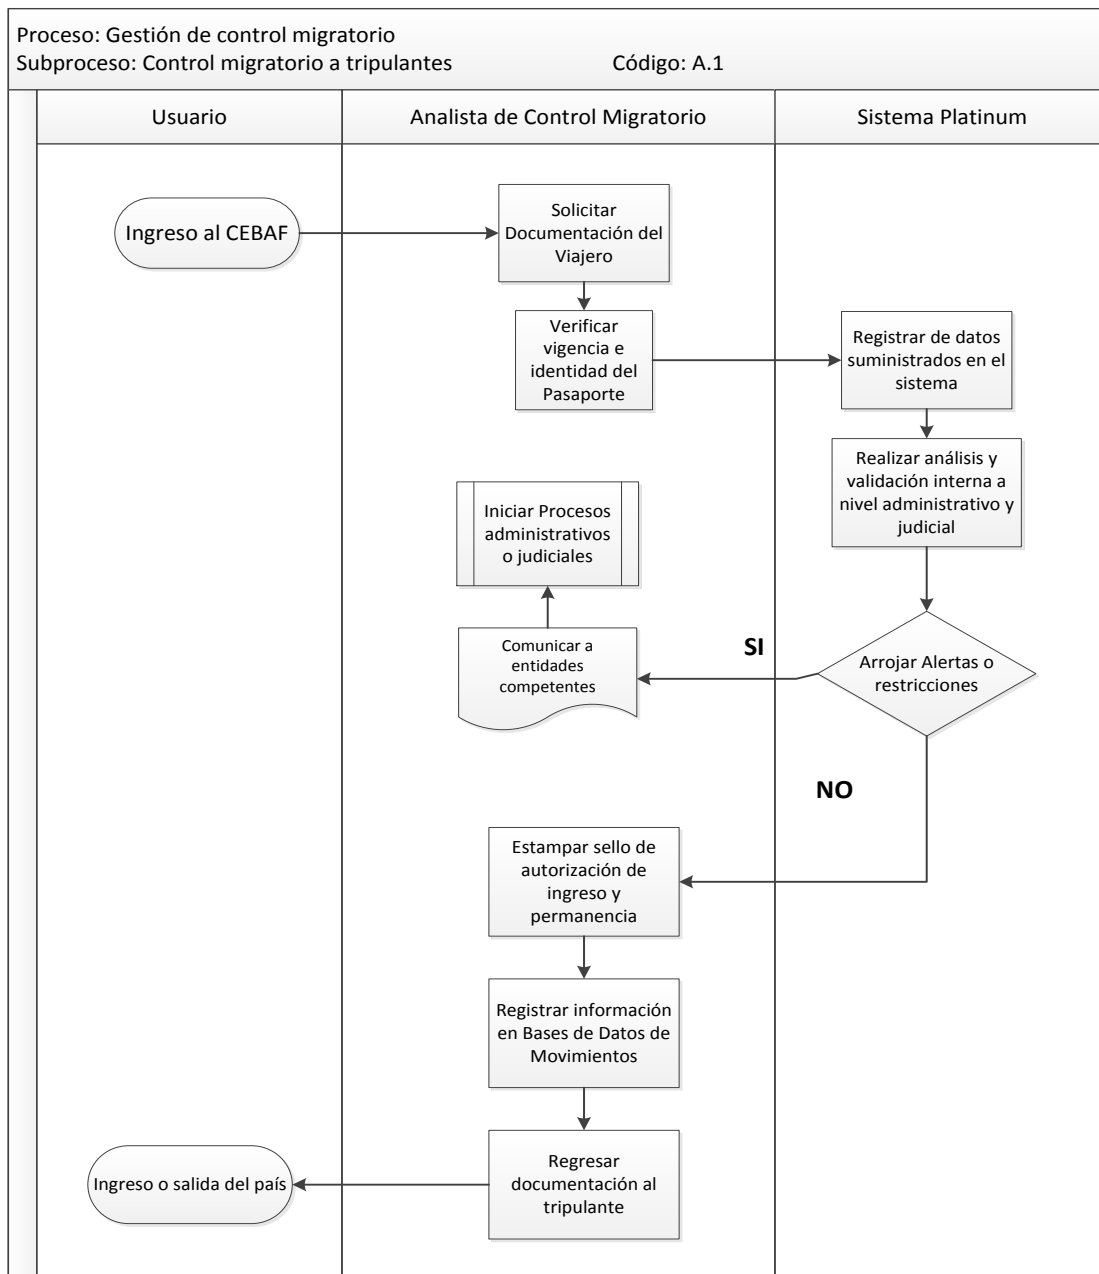 Proceso: Gestión de control migratorio
Subproceso: Control migratorio a tripulantes Código: A.1
Usuario
Analista de Control Migratorio
Sistema Platinum
Ingreso al CEBAF
Solicitar
Documentación del
Viajero
Verificar
vigencia e
identidad del
Pasaporte
Registrar de datos
suministrados en el
sistema
Realizar análisis y
validación interna a
nivel administrativo y
judicial
Iniciar Procesos
administrativos
o judiciales
Comunicar a
entidades
competentes
SI
Arrojar Alertas o
restricciones
NO
Estampar sello de
autorización de
ingreso y
permanencia
Registrar información
en Bases de Datos de
Movimientos
Regresar
documentación al
tripulante
Ingreso o salida del país